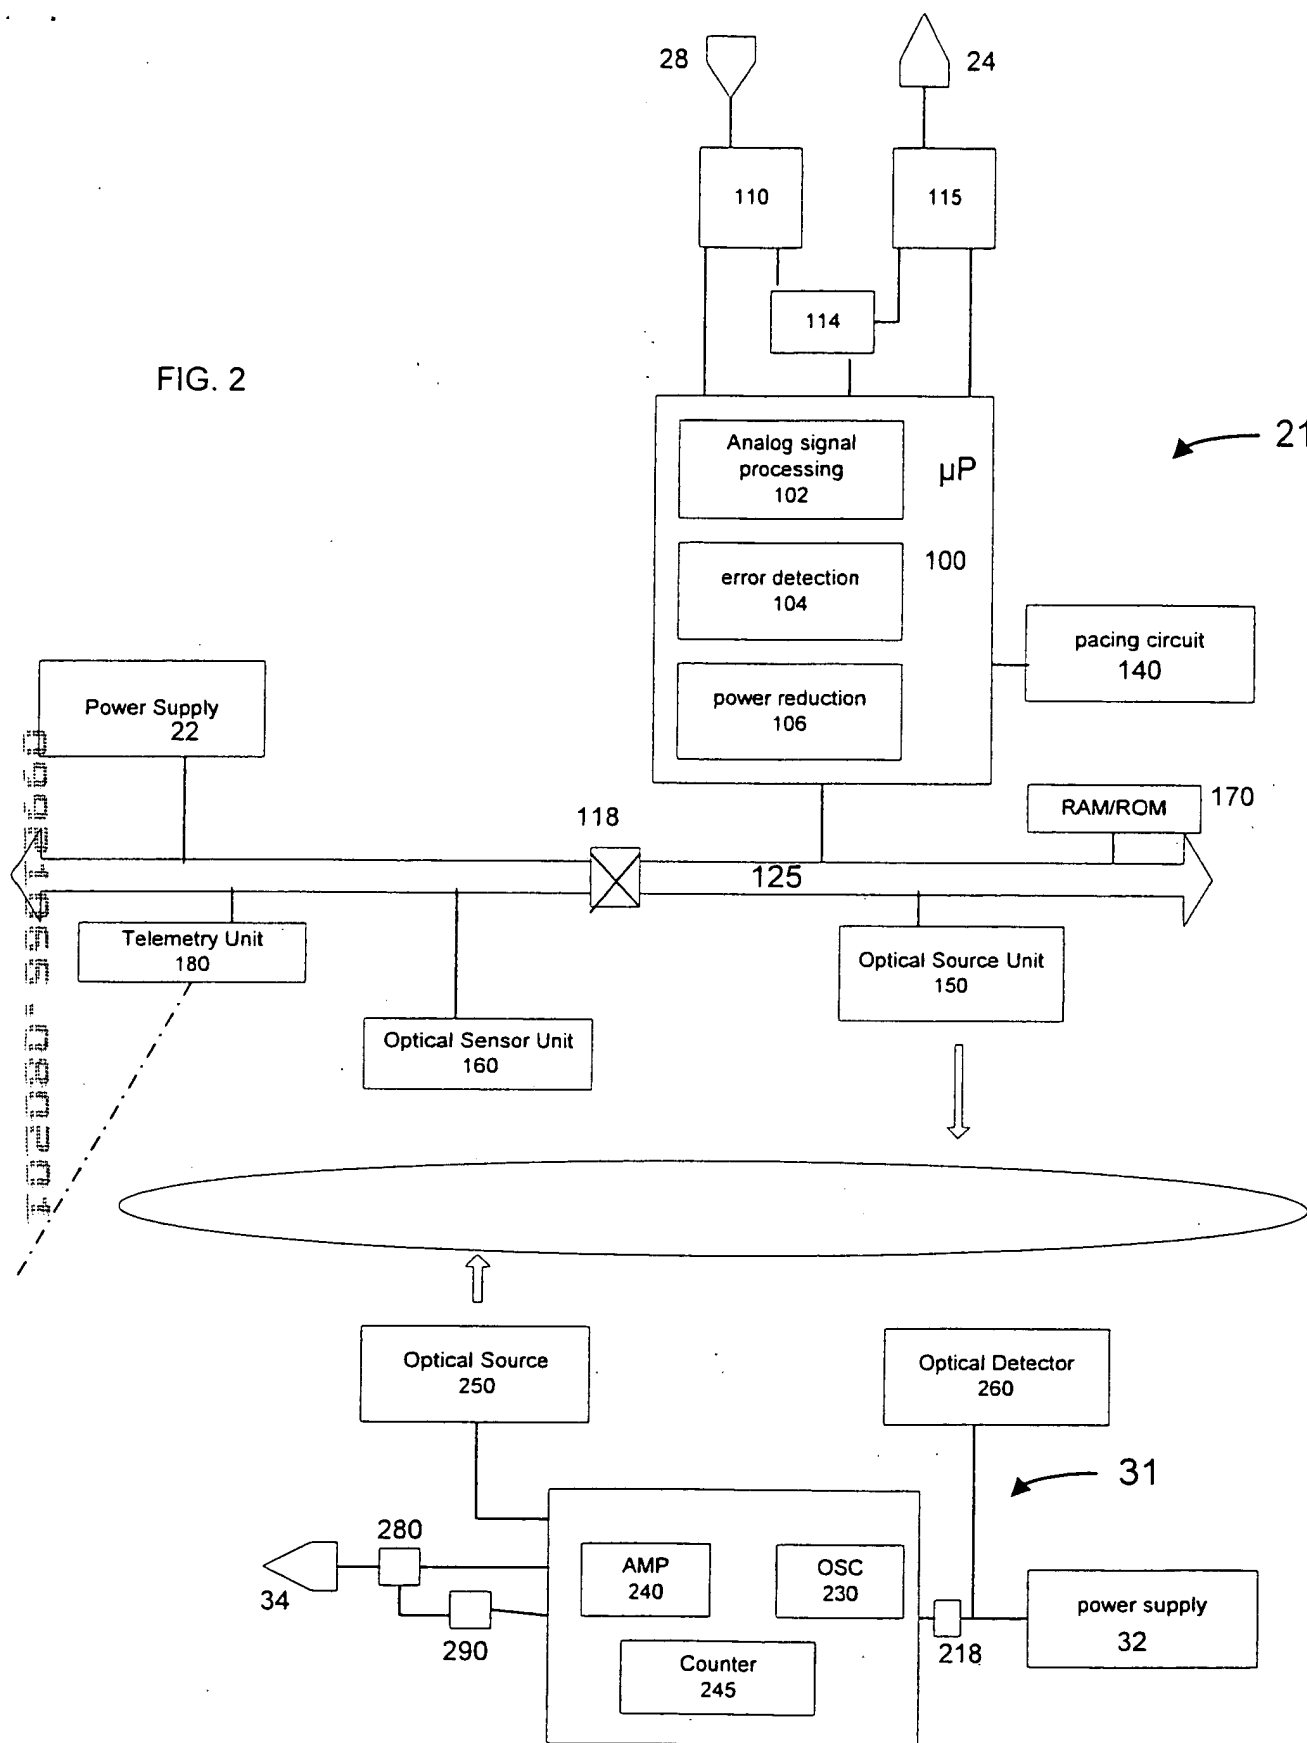 28
24
110
115
114
FIG. 2
21
Analog signal
processing
102
µP
100
error detection
104
pacing circuit
140
power reduction
106
Power Supply
22
118
RAM/ROM
170
125
Telemetry Unit
180
Optical Source Unit
150
Optical Sensor Unit
160
Optical Source
250
Optical Detector
260
31
280
34
AMP
240
OSC
230
power supply
32
290
218
Counter
245